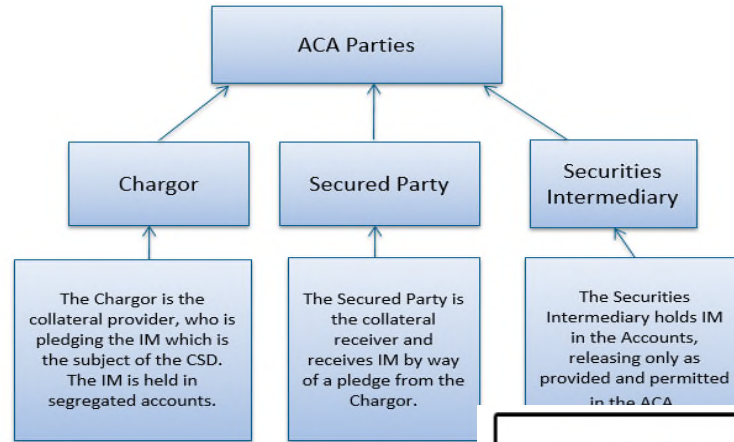 ACA Parties
Chargor
Secured Party
Securities
Intermediary
The Chargor is the
collateral provider, who is
pledging the IM which is
the subject of the CSD.
The IM is held in
segregated accounts.
The Secured Party is
the collateral
receiver and
receives IM by way
of a pledge from the
Chargor.
The Securities
Intermediary holds IM
in the Accounts,
releasing only as
provided and permitted
in the ACA